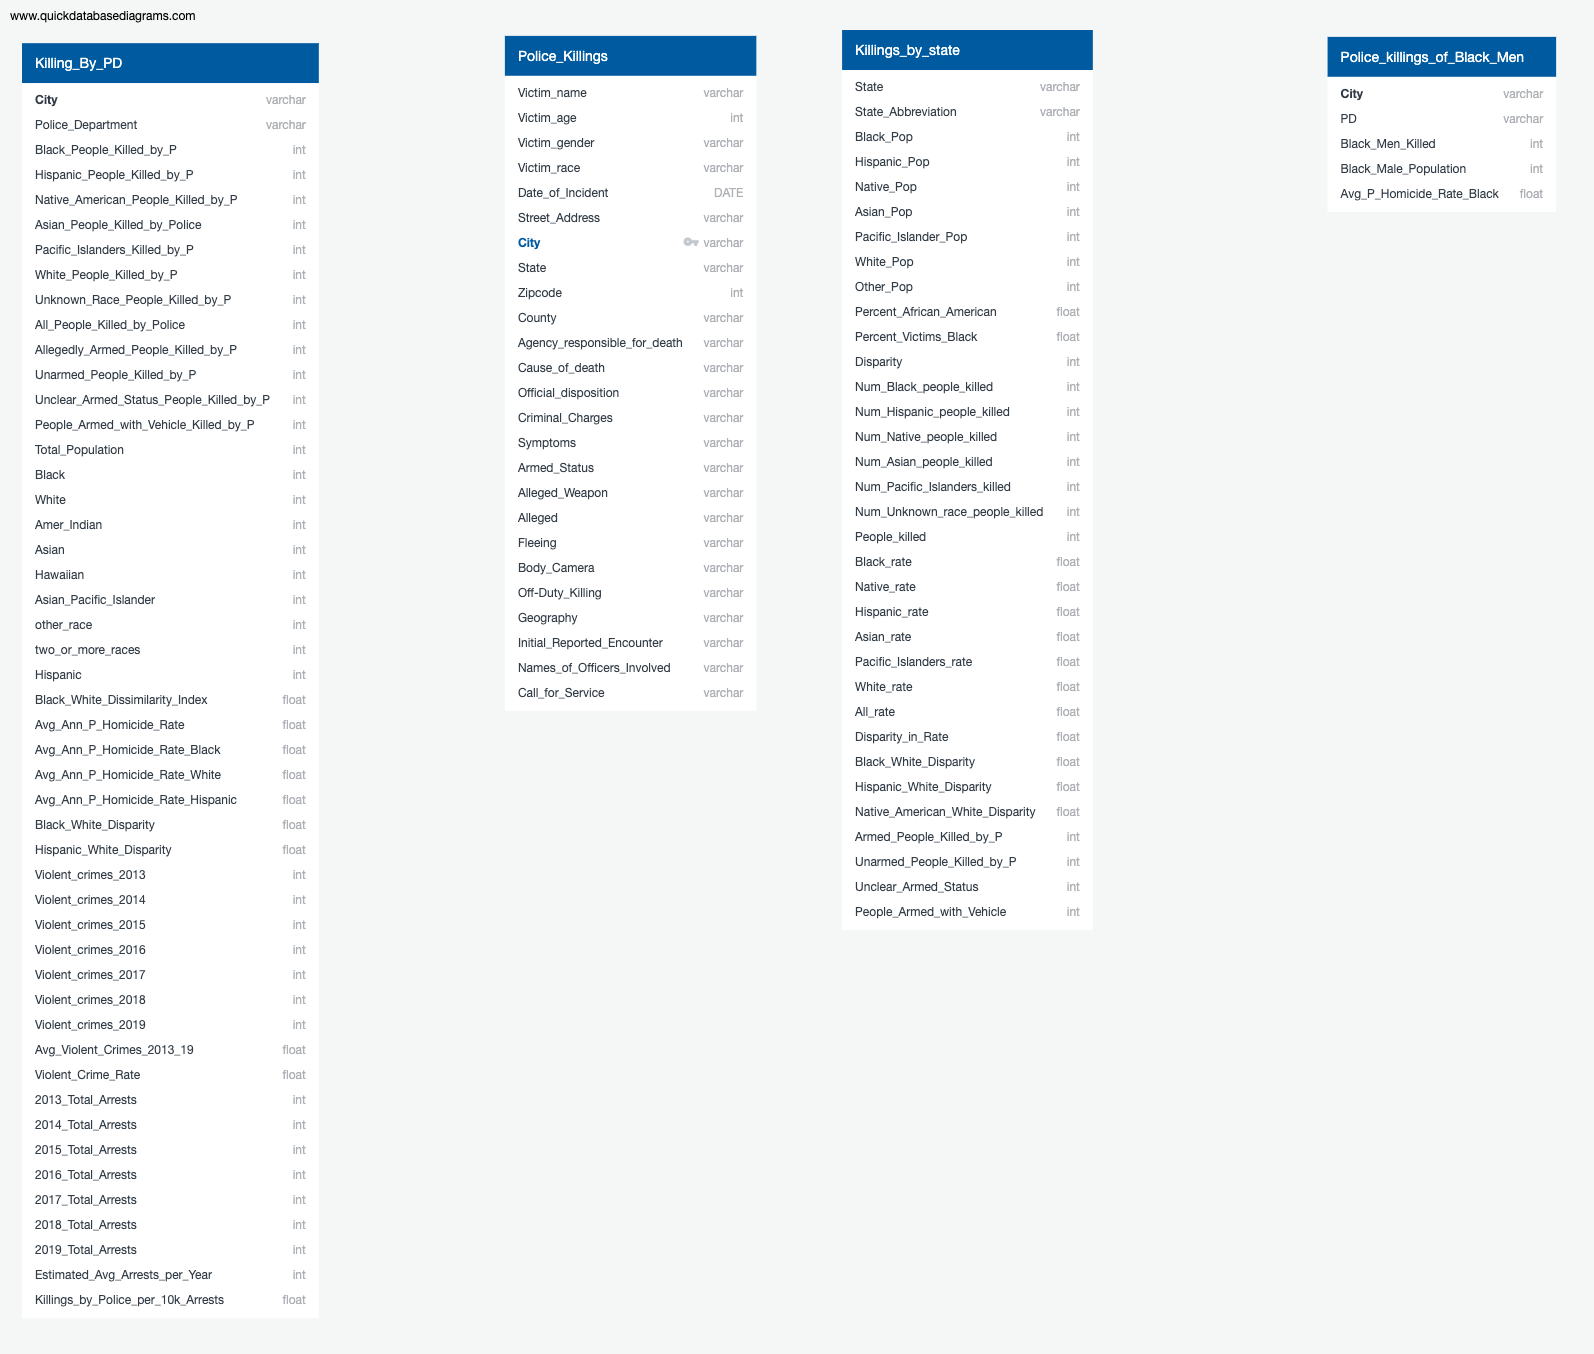 www.quickdatabasediagrams.com
Killing_By_PD
City varchar
Police_Department varchar
Black_People_Killed_by_P int
Hispanic_People_Killed_by_P int
Native_American_People_Killed_by_P int
Asian_People_Killed_by_Police int
Pacific_Islanders_Killed_by_P int
White_People_Killed_by_P int
Unknown_Race_People_Killed_by_P int
All_People_Killed_by_Police int
Allegedly_Armed_People_Killed_by_P int
Unarmed_People_Killed_by_P int
Unclear_Armed_Status_People_Killed_by_P int
People_Armed_with_Vehicle_Killed_by_P int
Total_Population int
Black int
White int
Amer_Indian int
Asian int
Hawaiian int
Asian_Pacific_Islander int
other_race int
two_or_more_races int
Hispanic int
Black_White_Dissimilarity_Index float
Avg_Ann_P_Homicide_Rate float
Avg_Ann_P_Homicide_Rate_Black float
Avg_Ann_P_Homicide_Rate_White float
Avg_Ann_P_Homicide_Rate_Hispanic float
Black_White_Disparity float
Hispanic_White_Disparity float
Violent_crimes_2013 int
Violent_crimes_2014 int
Violent_crimes_2015 int
Violent_crimes_2016 int
Violent_crimes_2017 int
Violent_crimes_2018 int
Violent_crimes_2019 int
Avg_Violent_Crimes_2013_19 float
Violent_Crime_Rate float
2013_Total_Arrests int
2014_Total_Arrests int
2015_Total_Arrests int
2016_Total_Arrests int
2017_Total_Arrests int
2018_Total_Arrests int
2019_Total_Arrests int
Estimated_Avg_Arrests_per_Year int
Killings_by_Police_per_10k_Arrests float
Police_Killings
Victim_name varchar
Victim_age int
Victim_gender varchar
Victim_race varchar
Date_of_Incident DATE
Street_Address varchar
City varchar
State varchar
Zipcode int
County varchar
Agency_responsible_for_death varchar
Cause_of_death varchar
Official_disposition varchar
Criminal_Charges varchar
Symptoms varchar
Armed_Status varchar
Alleged_Weapon varchar
Alleged varchar
Fleeing varchar
Body_Camera varchar
Off-Duty_Killing varchar
Geography varchar
Initial_Reported_Encounter varchar
Names_of_Officers_Involved varchar
Call_for_Service varchar
Killings_by_state
State varchar
State_Abbreviation varchar
Black_Pop int
Hispanic_Pop int
Native_Pop int
Asian_Pop int
Pacific_Islander_Pop int
White_Pop int
Other_Pop int
Percent_African_American float
Percent_Victims_Black float
Disparity int
Num_Black_people_killed int
Num_Hispanic_people_killed int
Num_Native_people_killed int
Num_Asian_people_killed int
Num_Pacific_Islanders_killed int
Num_Unknown_race_people_killed int
People_killed int
Black_rate float
Native_rate float
Hispanic_rate float
Asian_rate float
Pacific_Islanders_rate float
White_rate float
All_rate float
Disparity_in_Rate float
Black_White_Disparity float
Hispanic_White_Disparity float
Native_American_White_Disparity float
Armed_People_Killed_by_P int
Unarmed_People_Killed_by_P int
Unclear_Armed_Status int
People_Armed_with_Vehicle int
Police_killings_of_Black_Men
City varchar
PD varchar
Black_Men_Killed int
Black_Male_Population int
Avg_P_Homicide_Rate_Black float